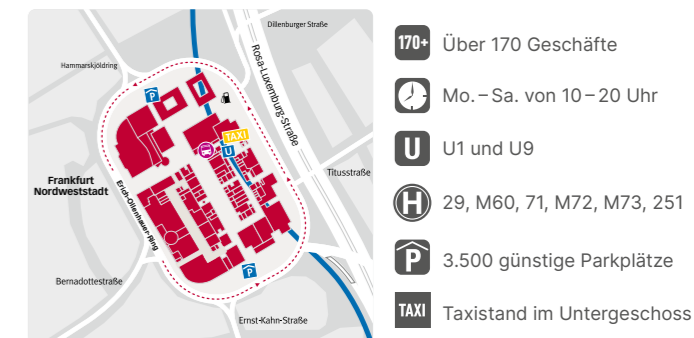 Dillenburger Straße
Hammarskjöldring
Rosa-Luxemburg-Straße
P
TAXI
U
Titusstraße
Frankfurt
Nordweststadt
Erich-Ollenhauer-Ring
P
Bernadottestraße
Ernst-Kahn-Straße
170+ Über 170 Geschäfte
Mo. – Sa. von 10 – 20 Uhr
U U1 und U9
H 29, M60, 71, M72, M73, 251
P 3.500 günstige Parkplätze
TAXI Taxistand im Untergeschoss